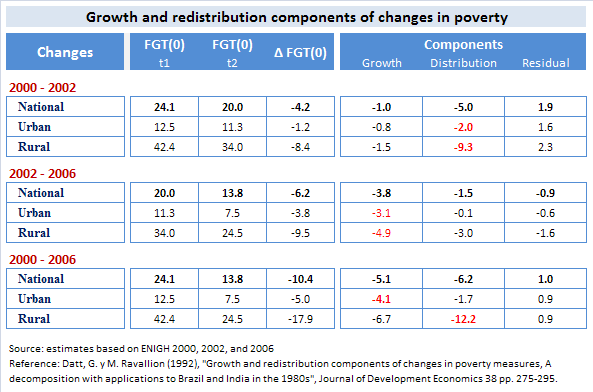 Growth and redistribution components of changes in poverty
Changes FGT(0) t1 FGT(0) t2 Δ FGT(0) Components
Growth Distribution Residual
2000 - 2002
National 24.1 20.0 -4.2 -1.0 -5.0 1.9
Urban 12.5 11.3 -1.2 -0.8 -2.0 1.6
Rural 42.4 34.0 -8.4 -1.5 -9.3 2.3
2002 - 2006
National 20.0 13.8 -6.2 -3.8 -1.5 -0.9
Urban 11.3 7.5 -3.8 -3.1 -0.1 -0.6
Rural 34.0 24.5 -9.5 -4.9 -3.0 -1.6
2000 - 2006
National 24.1 13.8 -10.4 -5.1 -6.2 1.0
Urban 12.5 7.5 -5.0 -4.1 -1.7 0.9
Rural 42.4 24.5 -17.9 -6.7 -12.2 0.9
Source: estimates based on ENIGH 2000, 2002, and 2006
Reference: Datt, G. y M. Ravallion (1992), "Growth and redistribution components of changes in poverty measures, A
decomposition with applications to Brazil and India in the 1980s", Journal of Development Economics 38 pp. 275-295.